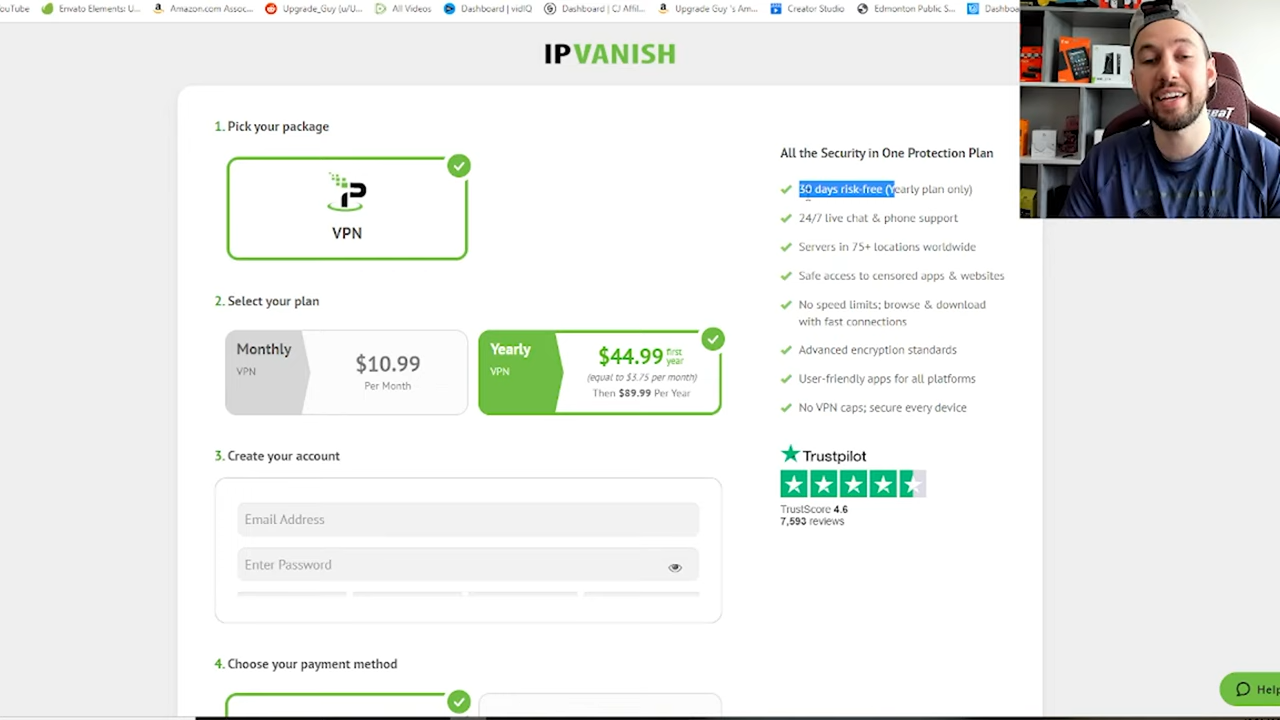 ouTube Envato Elements: U... Amazon.com Assoc... Upgrade_Guy (u/U... All Videos Dashboard | vidIQ Dashboard | CJ Affil... Upgrade Guy 's Am... Creator Studio Edmonton Public S... Dashboa
IPVANISH
1. Pick your package
VPN
2. Select your plan
Monthly
VPN
$10.99
Per Month
Yearly
VPN
$44.99 first year
(equal to $3.75 per month)
Then $89.99 Per Year
3. Create your account
Email Address
Enter Password
4. Choose your payment method
All the Security in One Protection Plan
30 days risk-free (Yearly plan only)
24/7 live chat & phone support
Servers in 75+ locations worldwide
Safe access to censored apps & websites
No speed limits; browse & download
with fast connections
Advanced encryption standards
User-friendly apps for all platforms
No VPN caps; secure every device
Trustpilot
TrustScore 4.6
7,593 reviews
Help